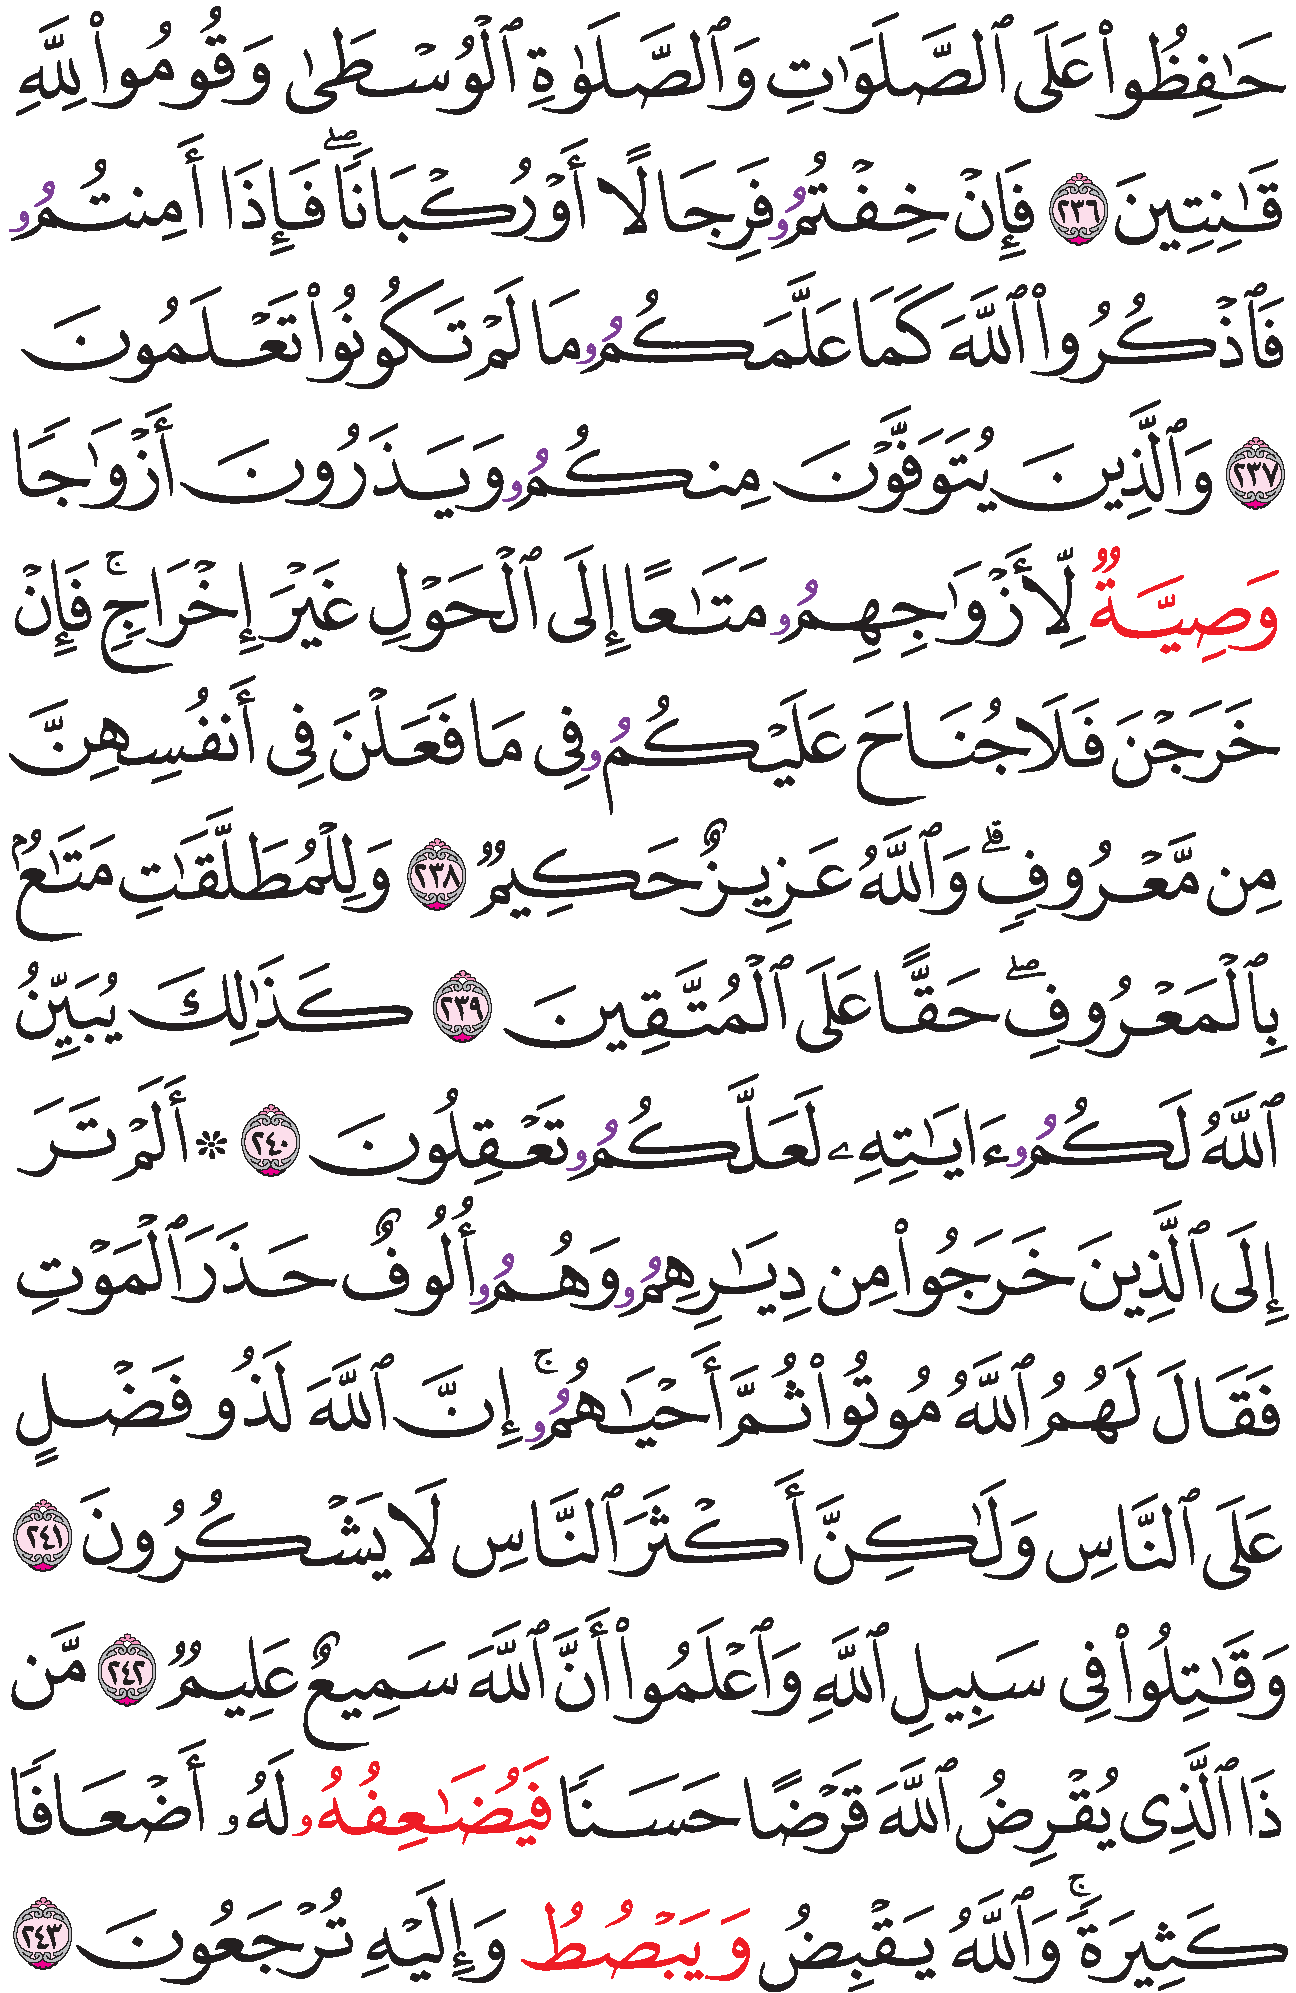 حَٰفِظُواْ عَلَى ٱلصَّلَوَٰتِ وَٱلصَّلَوٰةِ ٱلْوُسْطَىٰ وَقُومُواْ لِلَّهِ
قَٰنِتِينَ ٢٣٦ فَإِنْ خِفْتُمُۥ فَرِجَالًا أَوْ رُكْبَانًاۖ فَإِذَا أَمِنتُمُۥ
فَٱذْكُرُواْ ٱللَّهَ كَمَا عَلَّمَكُمُۥ مَا لَمْ تَكُونُواْ تَعْلَمُونَ
٢٣٧ وَٱلَّذِينَ يُتَوَفَّوْنَ مِنكُمُۥ وَيَذَرُونَ أَزْوَٰجًا
وَصِيَّةٌ لِّأَزْوَٰجِهِمُۥ مَتَٰعًا إِلَى ٱلْحَوْلِ غَيْرَ إِخْرَاجٍۚ فَإِنْ
خَرَجْنَ فَلَا جُنَاحَ عَلَيْكُمُۥ فِى مَا فَعَلْنَ فِى أَنفُسِهِنَّ
مِن مَّعْرُوفٍۗ وَٱللَّهُ عَزِيزٌ حَكِيمٌ ٢٣٨ وَلِلْمُطَلَّقَٰتِ مَتَٰعُۢ
بِٱلْمَعْرُوفِۖ حَقًّا عَلَى ٱلْمُتَّقِينَ ٢٣٩ كَذَٰلِكَ يُبَيِّنُ
ٱللَّهُ لَكُمُۥ ءَايَٰتِهِۦ لَعَلَّكُمُۥ تَعْقِلُونَ ٢٤٠ ۞ أَلَمْ تَرَ
إِلَى ٱلَّذِينَ خَرَجُواْ مِن دِيَٰرِهِمُۥ وَهُمُۥ أُلُوفٌ حَذَرَ ٱلْمَوْتِ
فَقَالَ لَهُمُ ٱللَّهُ مُوتُواْ ثُمَّ أَحْيَٰهُمُۥۚ إِنَّ ٱللَّهَ لَذُو فَضْلٍ
عَلَى ٱلنَّاسِ وَلَٰكِنَّ أَكْثَرَ ٱلنَّاسِ لَا يَشْكُرُونَ ٢٤١
وَقَٰتِلُواْ فِى سَبِيلِ ٱللَّهِ وَٱعْلَمُواْ أَنَّ ٱللَّهَ سَمِيعٌ عَلِيمٌ ٢٤٢ مَّن
ذَا ٱلَّذِى يُقْرِضُ ٱللَّهَ قَرْضًا حَسَنًا فَيُضَٰعِفُهُۥ لَهُۥ أَضْعَافًا
كَثِيرَةًۚ وَٱللَّهُ يَقْبِضُ وَيَبْصُطُ وَإِلَيْهِ تُرْجَعُونَ ٢٤٣